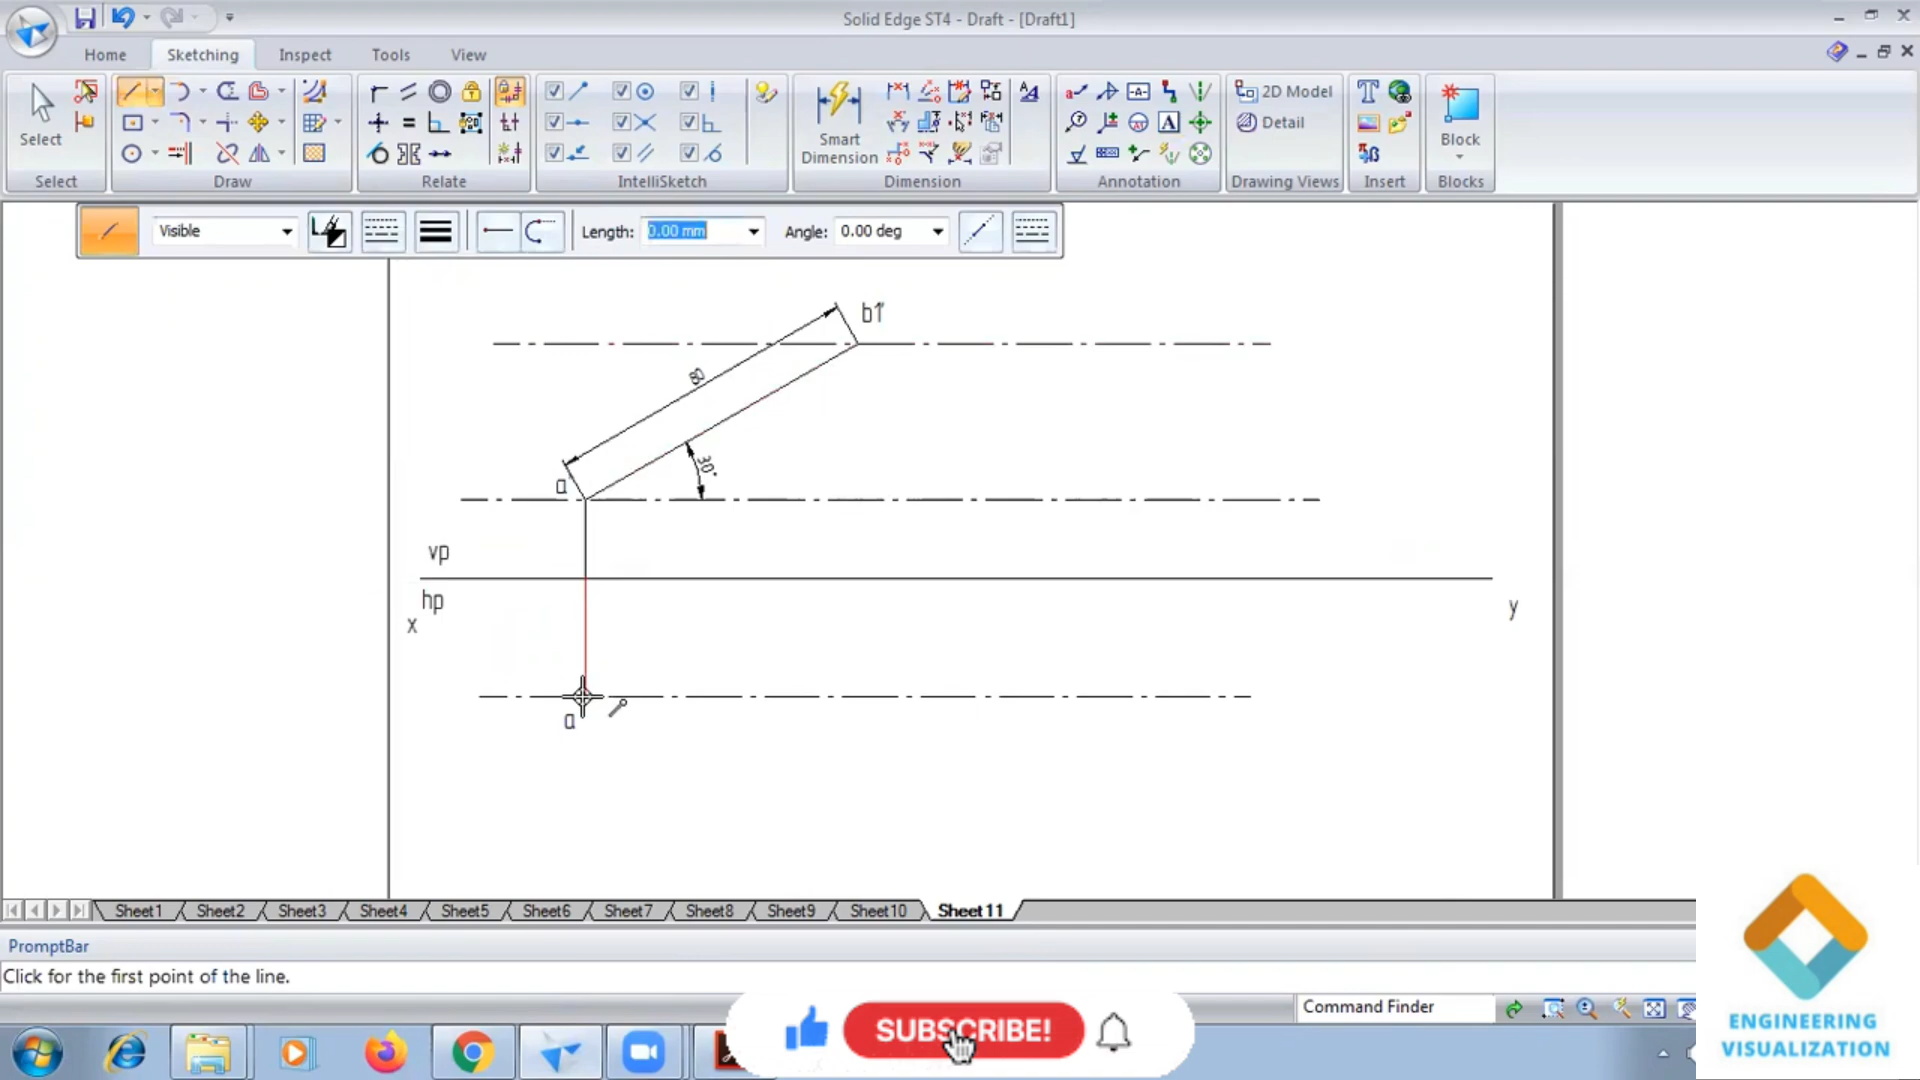 Solid Edge ST4 - Draft - [Draft1]
Home Sketching Inspect Tools View
Select
Smart
Dimension
2D Model
Detail
Block
Select Draw Relate IntelliSketch Dimension Annotation Drawing Views Insert Blocks
Visible Length: 0.00 mm Angle: 0.00 deg
b1'
80
a'
30°
vp
hp
x
y
a
Sheet1 Sheet2 Sheet3 Sheet4 Sheet5 Sheet6 Sheet7 Sheet8 Sheet9 Sheet10 Sheet11
PromptBar
Click for the first point of the line.
Command Finder
SUBSCRIBE!
ENGINEERING
VISUALIZATION